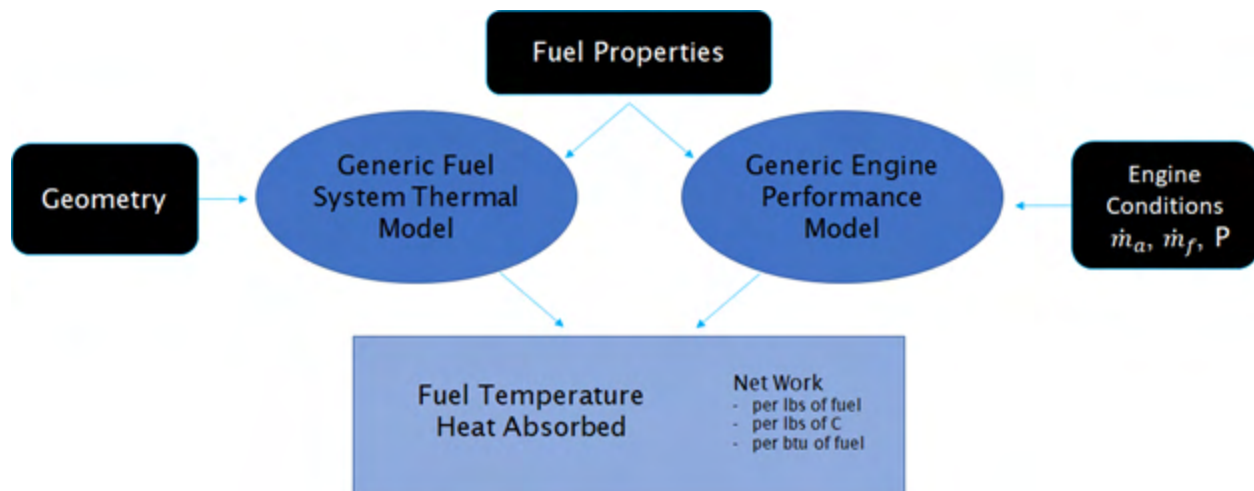 Fuel Properties
Geometry
Generic Fuel
System Thermal
Model
Generic Engine
Performance
Model
Engine
Conditions
ṁₐ, ṁ_f, P
Fuel Temperature
Heat Absorbed
Net Work
- per lbs of fuel
- per lbs of C
- per btu of fuel